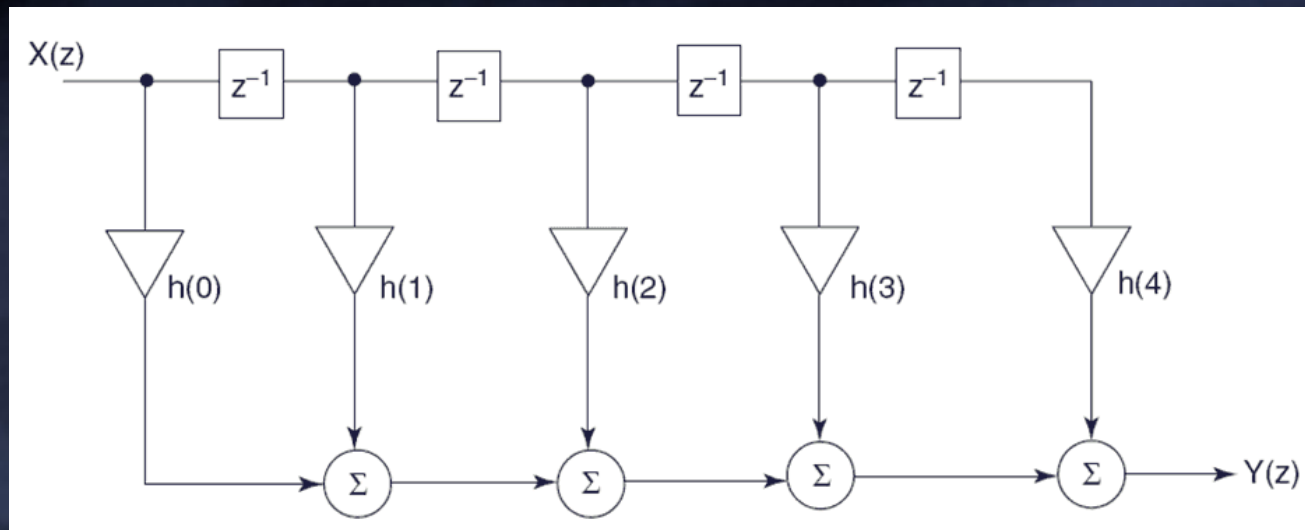 X(z)
z⁻¹ z⁻¹ z⁻¹ z⁻¹
h(0) h(1) h(2) h(3) h(4)
Σ Σ Σ Σ Y(z)